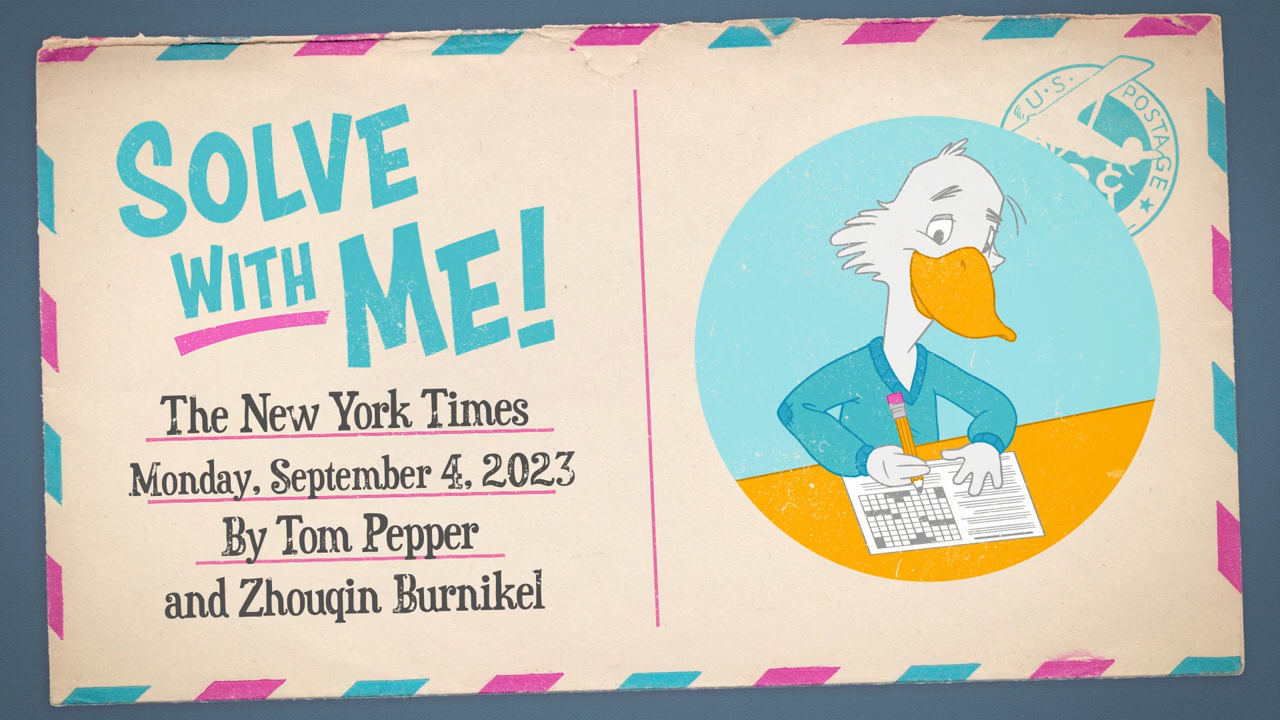 SOLVE
WITH ME!
The New York Times
Monday, September 4, 2023
By Tom Pepper
and Zhouqin Burnikel
U.S. POSTAGE